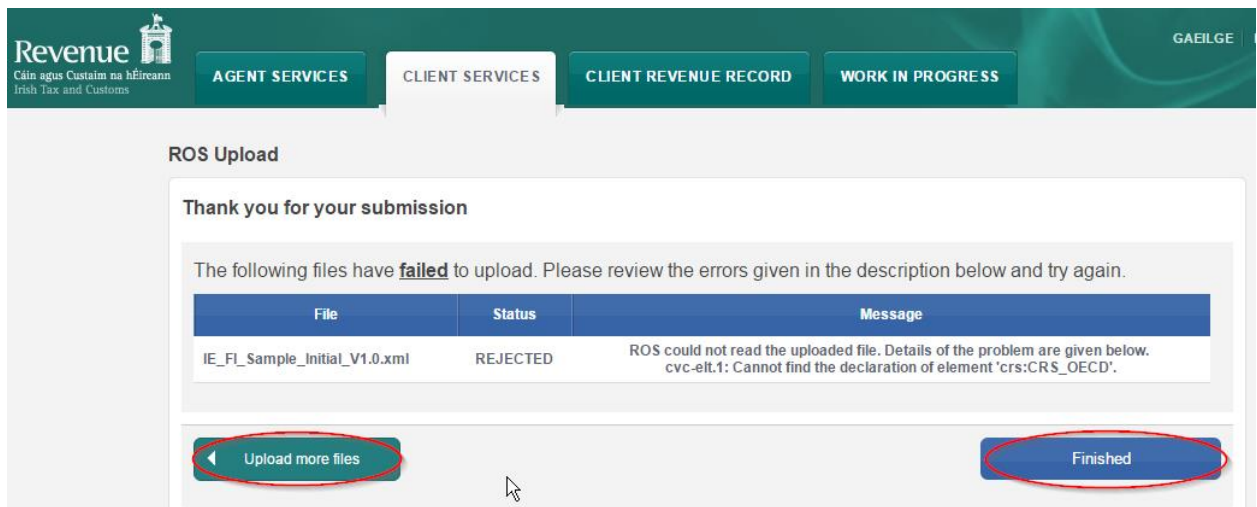 Revenue
Cáin agus Custaim na hÉireann
Irish Tax and Customs
AGENT SERVICES
CLIENT SERVICES
CLIENT REVENUE RECORD
WORK IN PROGRESS
GAEILGE
ROS Upload
Thank you for your submission
The following files have failed to upload. Please review the errors given in the description below and try again.
File Status Message
IE_FI_Sample_Initial_V1.0.xml REJECTED ROS could not read the uploaded file. Details of the problem are given below.
cvc-elt.1: Cannot find the declaration of element 'crs:CRS_OECD'.
Upload more files
Finished